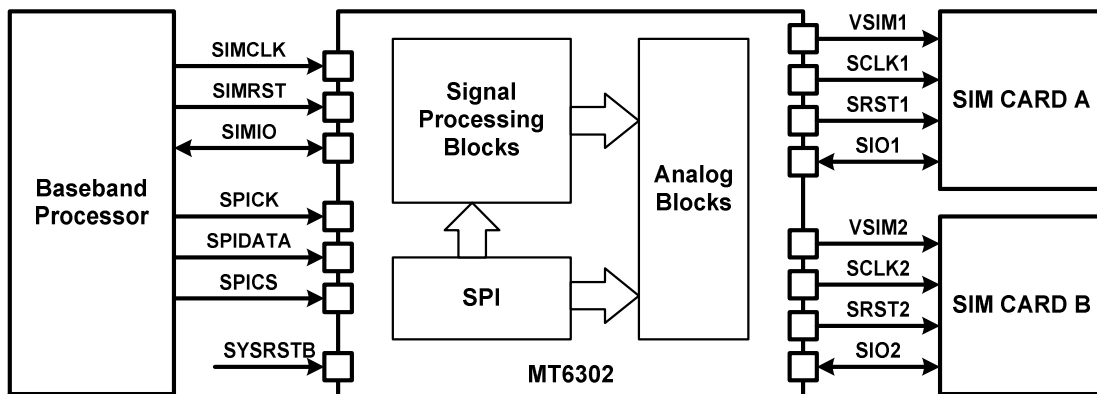 Baseband
Processor
SIMCLK
SIMRST
SIMIO
SPICK
SPIDATA
SPICS
SYSRSTB
Signal
Processing
Blocks
SPI
Analog
Blocks
MT6302
VSIM1
SCLK1
SRST1
SIO1
SIM CARD A
VSIM2
SCLK2
SRST2
SIO2
SIM CARD B